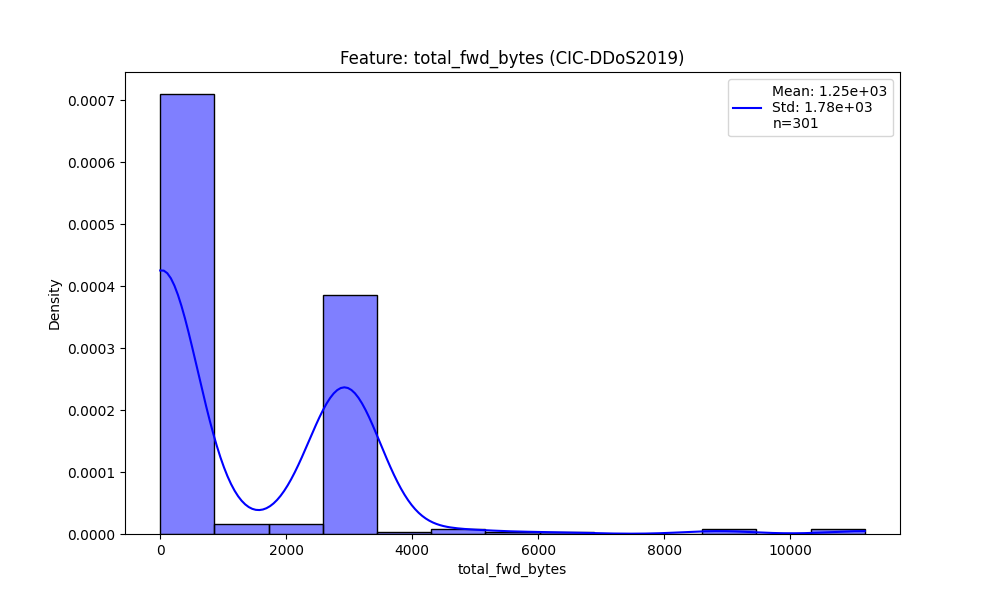 Feature: total_fwd_bytes (CIC-DDoS2019)
Mean: 1.25e+03
Std: 1.78e+03
n=301
Density
0.0007
0.0006
0.0005
0.0004
0.0003
0.0002
0.0001
0.0000
0 2000 4000 6000 8000 10000
total_fwd_bytes